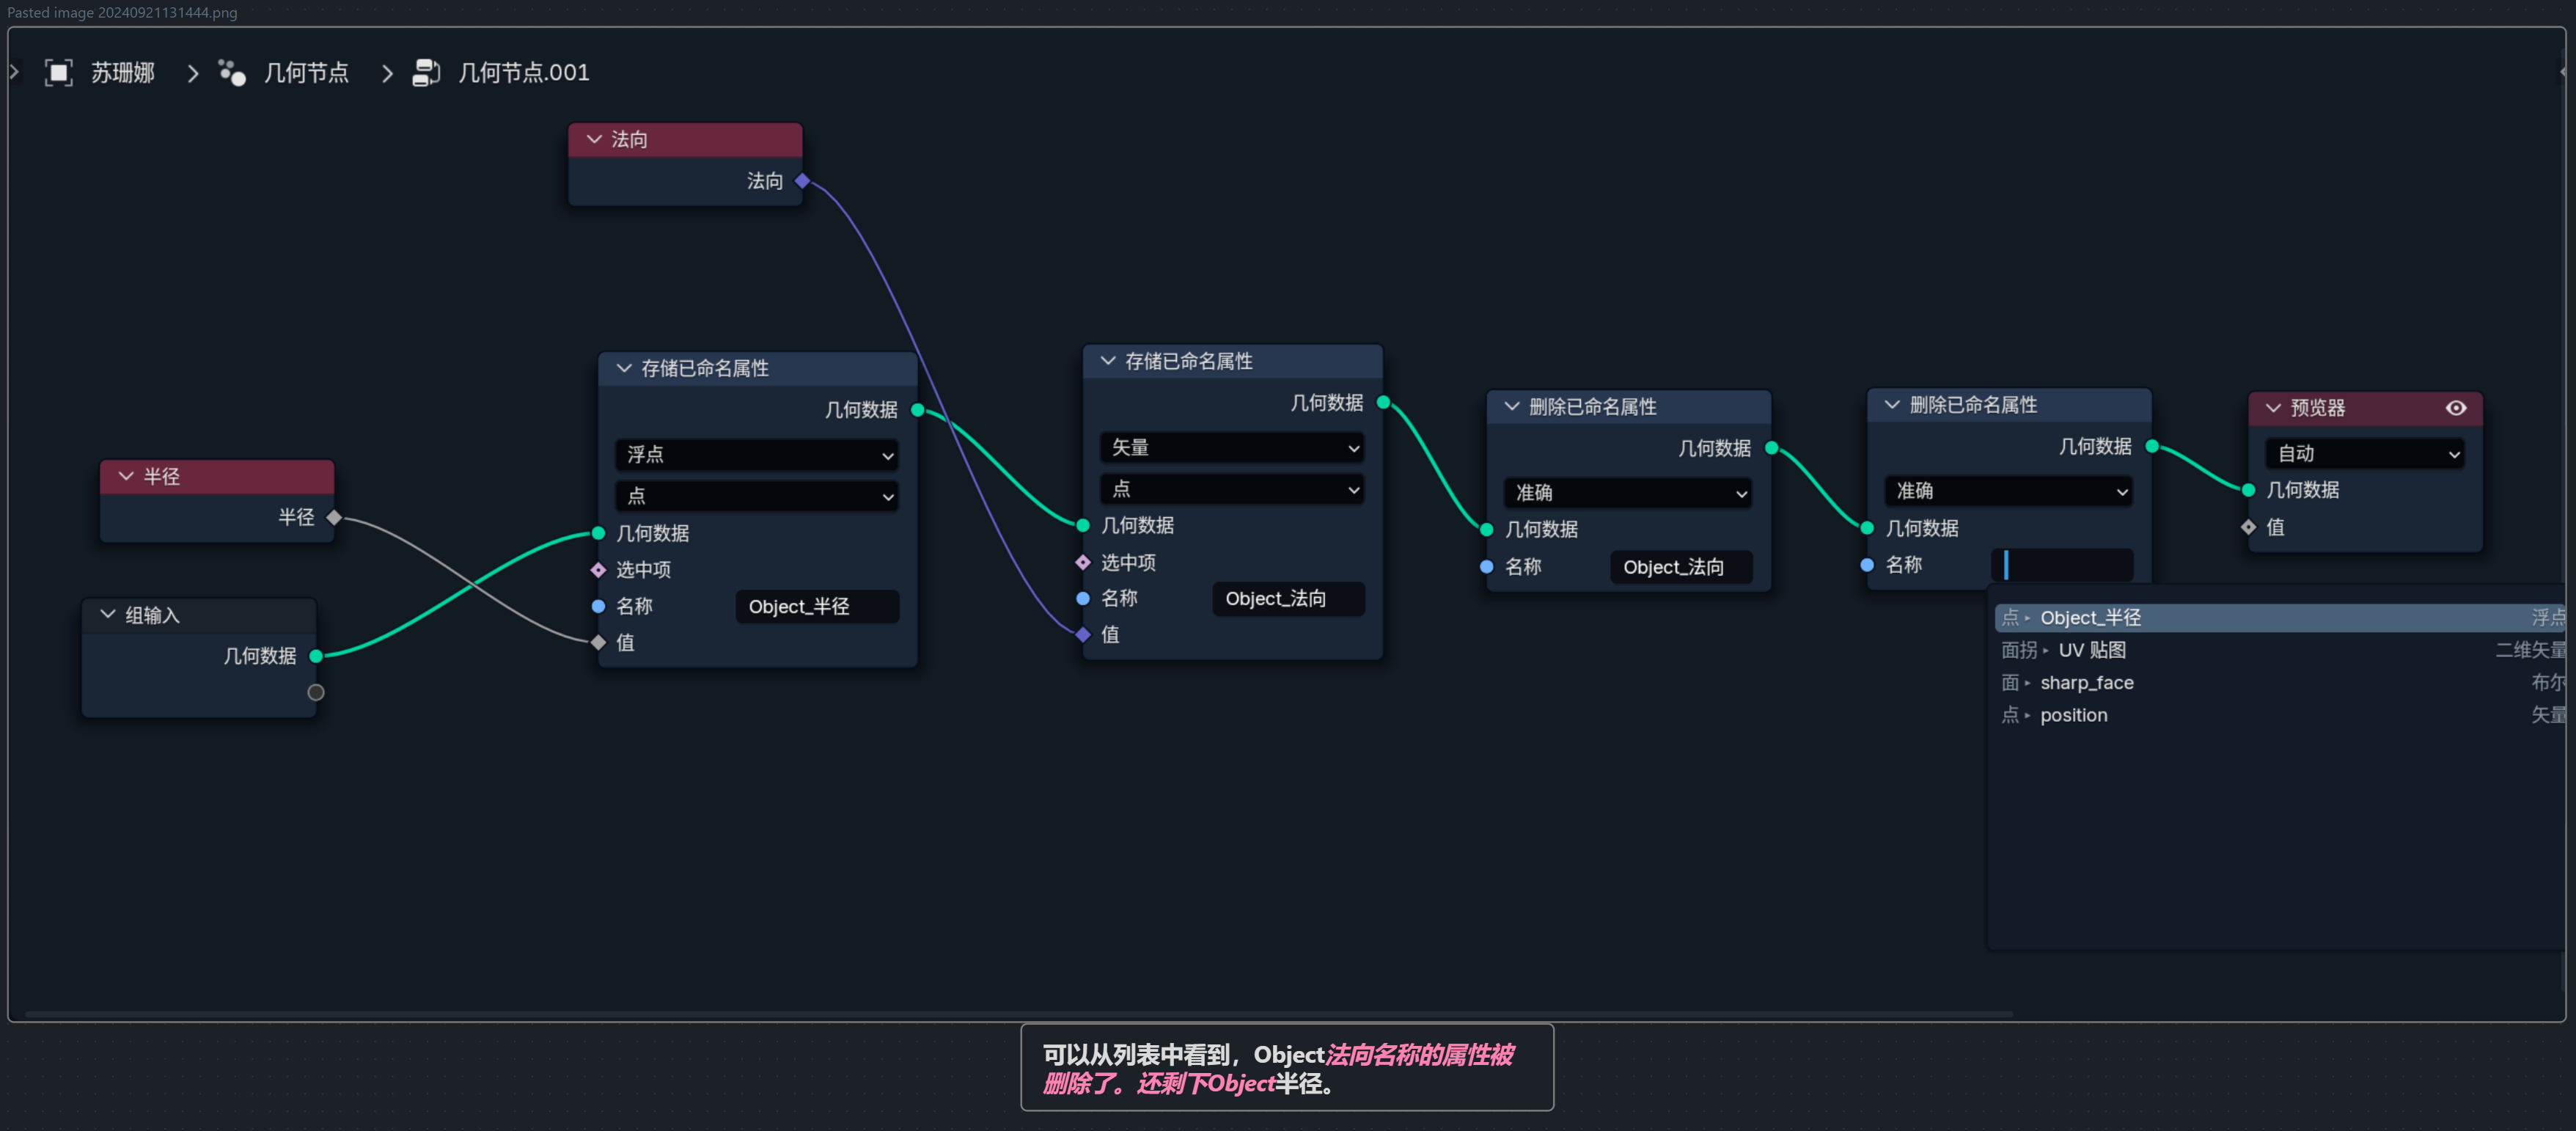 Pasted image 20240921131444.png
苏珊娜
几何节点
几何节点.001
法向
法向
半径
半径
组输入
几何数据
存储已命名属性
几何数据
浮点
点
几何数据
选中项
名称 Object_半径
值
存储已命名属性
几何数据
矢量
点
几何数据
选中项
名称 Object_法向
值
删除已命名属性
几何数据
准确
几何数据
名称 Object_法向
删除已命名属性
几何数据
准确
几何数据
名称
点 Object_半径 浮点
面拐 UV 贴图 二维矢量
面 sharp_face 布尔
点 position 矢量
预览器
自动
几何数据
值
可以从列表中看到，Object法向名称的属性被
删除了。还剩下Object半径。